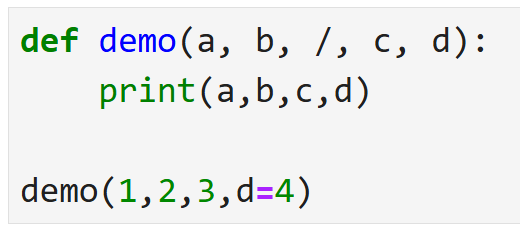 def demo(a, b, /, c, d):
    print(a,b,c,d)
demo(1,2,3,d=4)